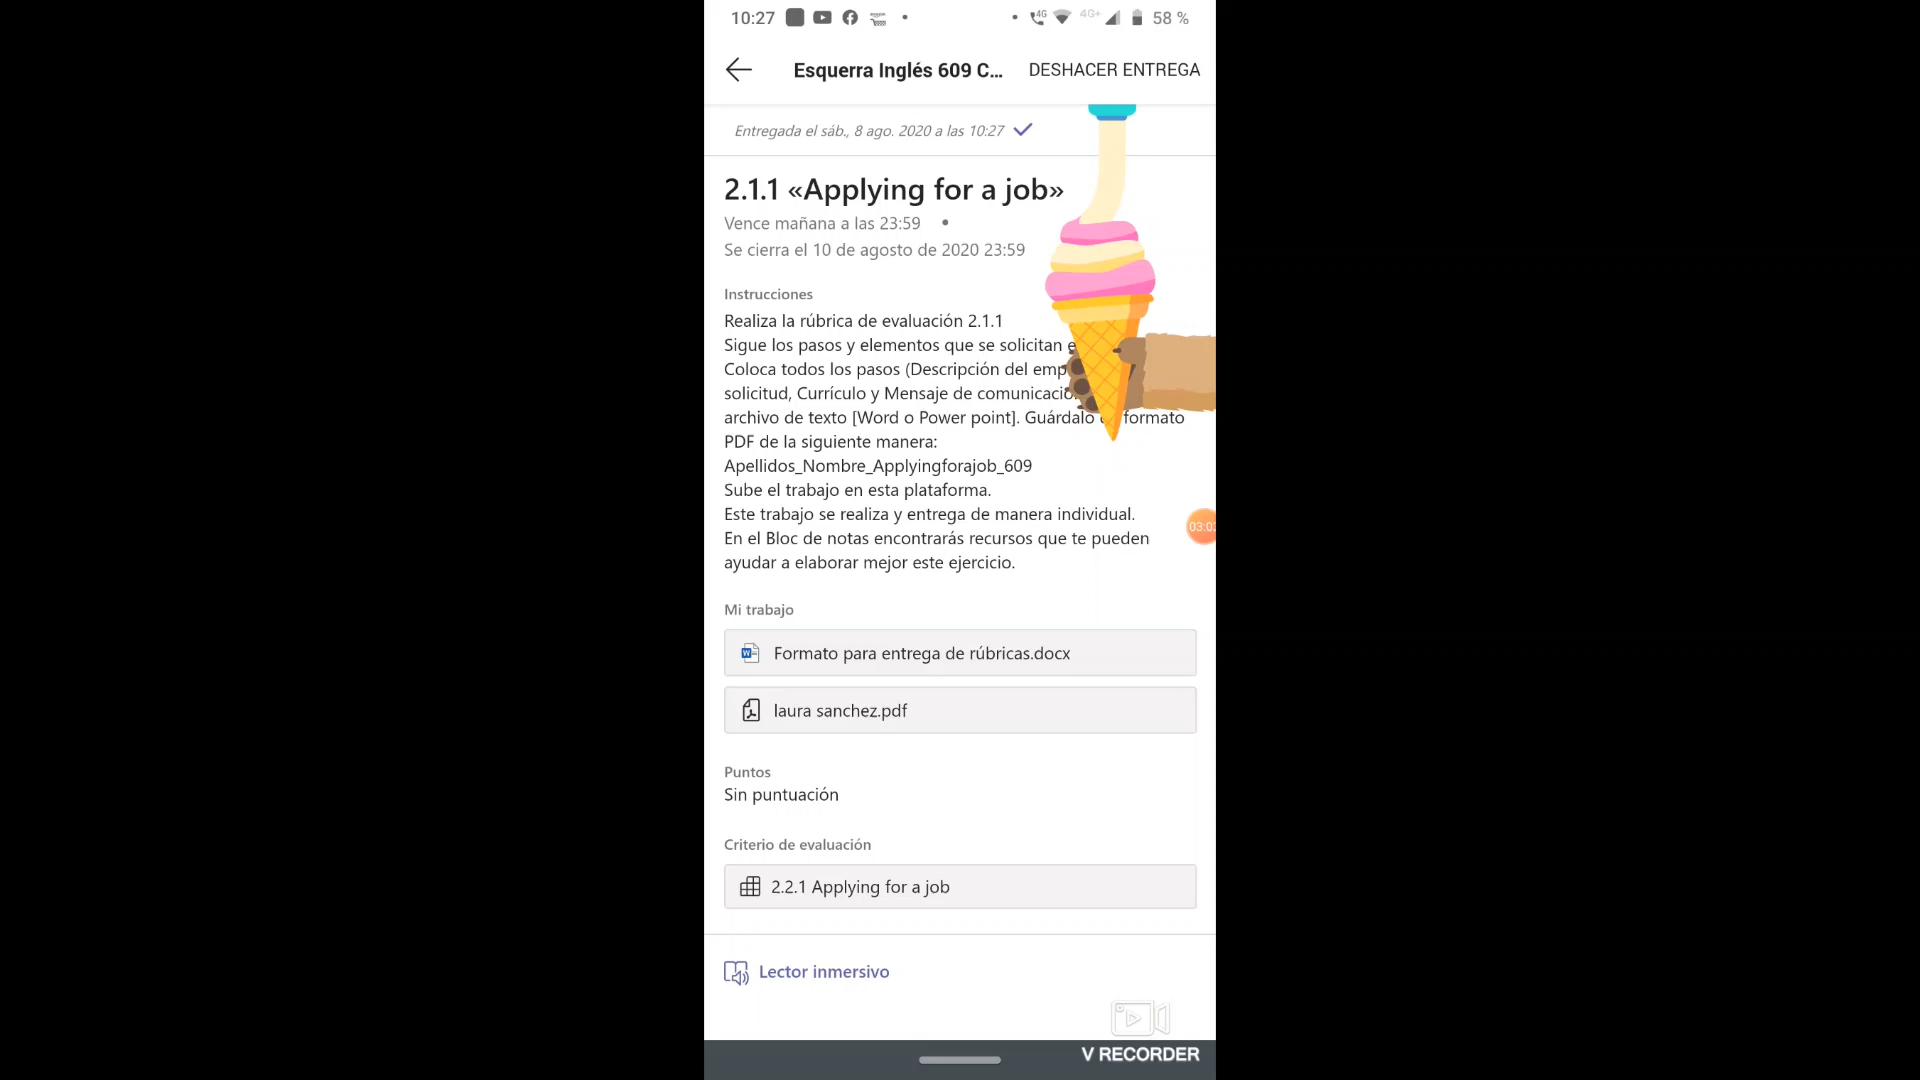 10:27
4G
4G+
58 %
Esquerra Inglés 609 C...
DESHACER ENTREGA
Entregada el sáb., 8 ago. 2020 a las 10:27
2.1.1 «Applying for a job»
Vence mañana a las 23:59 •
Se cierra el 10 de agosto de 2020 23:59
Instrucciones
Realiza la rúbrica de evaluación 2.1.1
Sigue los pasos y elementos que se solicitan
Coloca todos los pasos (Descripción del
solicitud, Currículo y Mensaje de
archivo de texto [Word o Power point]. Guárdalo formato
PDF de la siguiente manera:
Apellidos_Nombre_Applyingforajob_609
Sube el trabajo en esta plataforma.
Este trabajo se realiza y entrega de manera individual.
En el Bloc de notas encontrarás recursos que te pueden
ayudar a elaborar mejor este ejercicio.
Mi trabajo
Formato para entrega de rúbricas.docx
laura sanchez.pdf
Puntos
Sin puntuación
Criterio de evaluación
2.2.1 Applying for a job
Lector inmersivo
V RECORDER